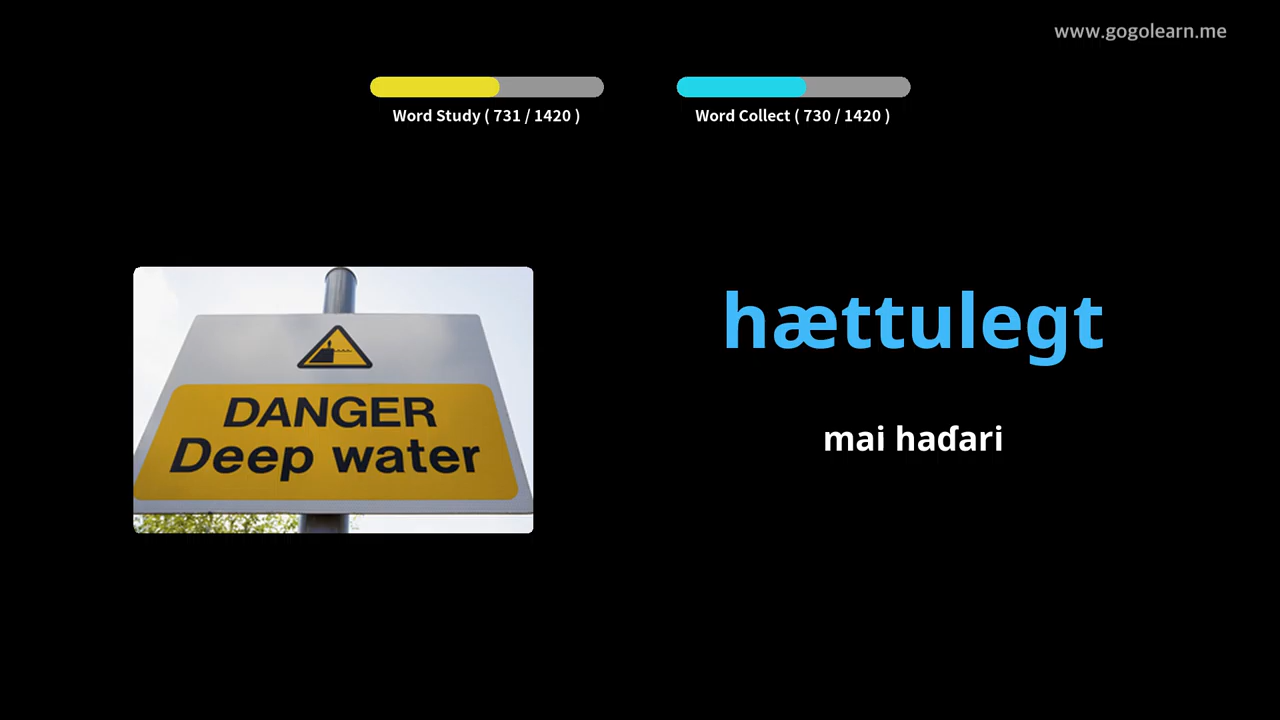 www.gogolearn.me
Word Study ( 731 / 1420 )
Word Collect ( 730 / 1420 )
hættulegt
mai haɗari
DANGER
Deep water